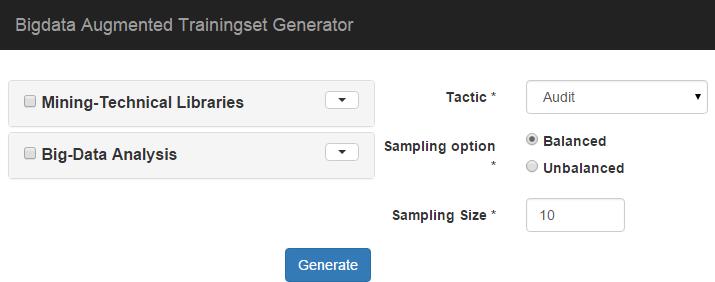 Bigdata Augmented Trainingset Generator
Mining-Technical Libraries
Big-Data Analysis
Tactic *
Audit
Sampling option
*
Balanced
Unbalanced
Sampling Size *
10
Generate